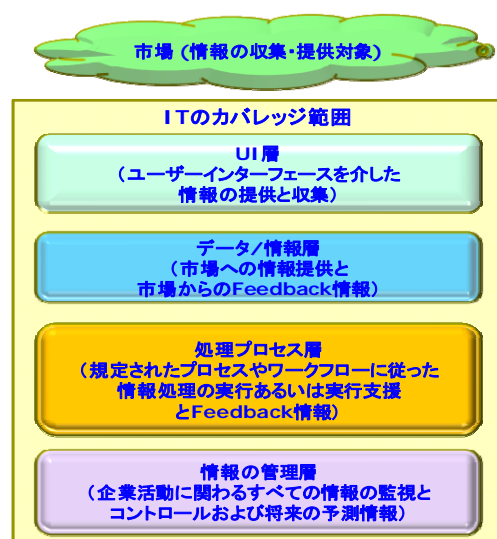 市場 (情報の収集・提供対象)
ITのカバレッジ範囲
UI層
（ユーザーインターフェースを介した
情報の提供と収集）
データ/情報層
（市場への情報提供と
市場からのFeedback情報）
処理プロセス層
（規定されたプロセスやワークフローに従った
情報処理の実行あるいは実行支援
とFeedback情報）
情報の管理層
（企業活動に関わるすべての情報の監視と
コントロールおよび将来の予測情報）